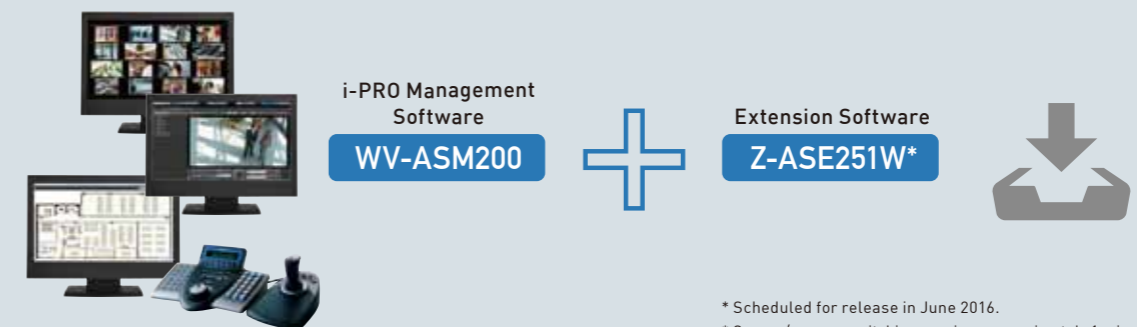 i-PRO Management
Software
WV-ASM200
Extension Software
Z-ASE251W*
* Scheduled for release in June 2016.